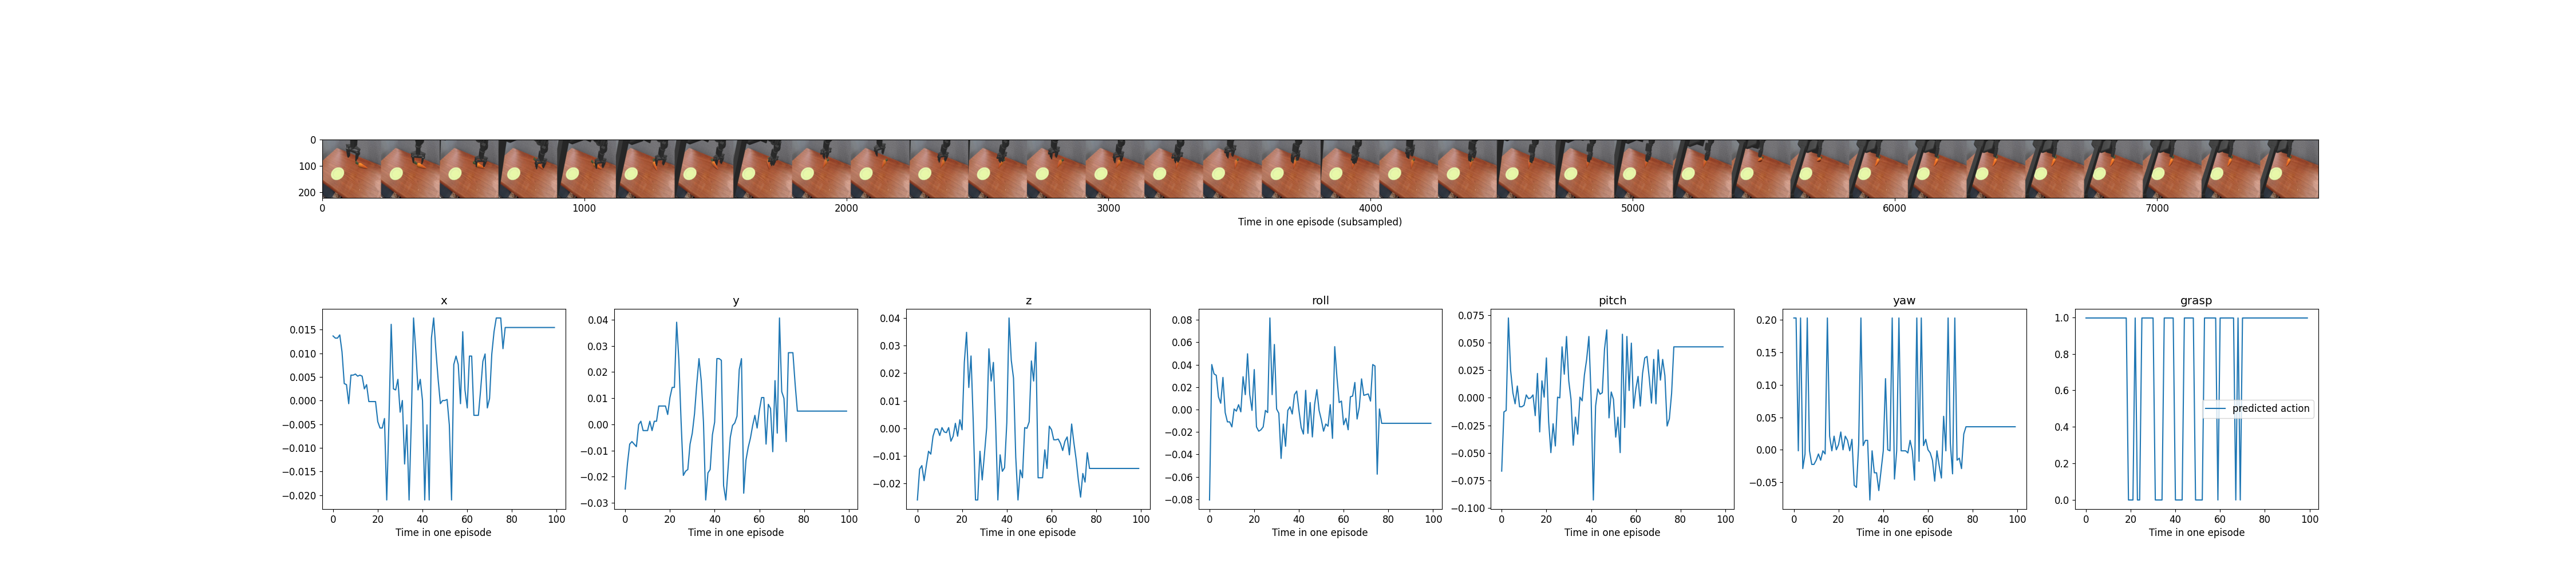 0
100
200
0 1000 2000 3000 4000 5000 6000 7000
Time in one episode (subsampled)
x
0.015
0.010
0.005
0.000
−0.005
−0.010
−0.015
−0.020
0 20 40 60 80 100
Time in one episode
y
0.04
0.03
0.02
0.01
0.00
−0.01
−0.02
−0.03
0 20 40 60 80 100
Time in one episode
z
0.04
0.03
0.02
0.01
0.00
−0.01
−0.02
0 20 40 60 80 100
Time in one episode
roll
0.08
0.06
0.04
0.02
0.00
−0.02
−0.04
−0.06
−0.08
0 20 40 60 80 100
Time in one episode
pitch
0.075
0.050
0.025
0.000
−0.025
−0.050
−0.075
−0.100
0 20 40 60 80 100
Time in one episode
yaw
0.20
0.15
0.10
0.05
0.00
−0.05
0 20 40 60 80 100
Time in one episode
grasp
1.0
0.8
0.6
0.4
0.2
0.0
predicted action
0 20 40 60 80 100
Time in one episode